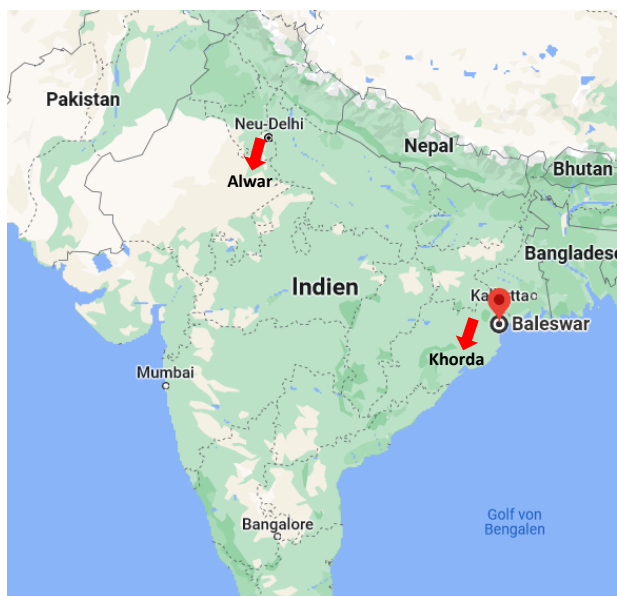 Pakistan
Neu-Delhi
Nepal
Alwar
Bhutan
Bangladesc
Indien
Baleswar
Khorda
Mumbai
Golf von
Bengalen
Bangalore